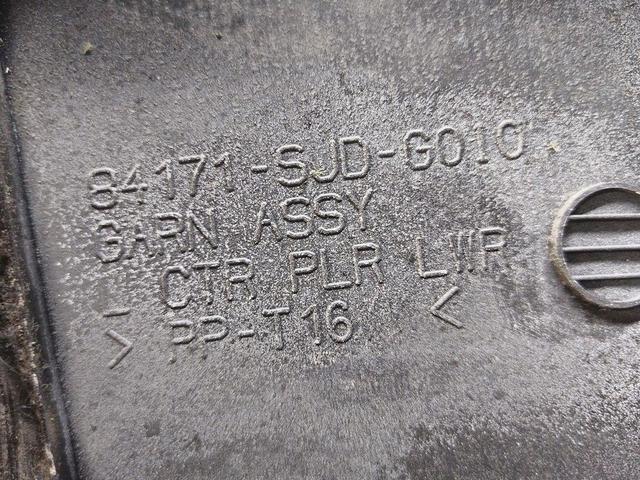 84171-SJD-G010
GARN ASSY
- CTR PLR LWR
>PP-T16<